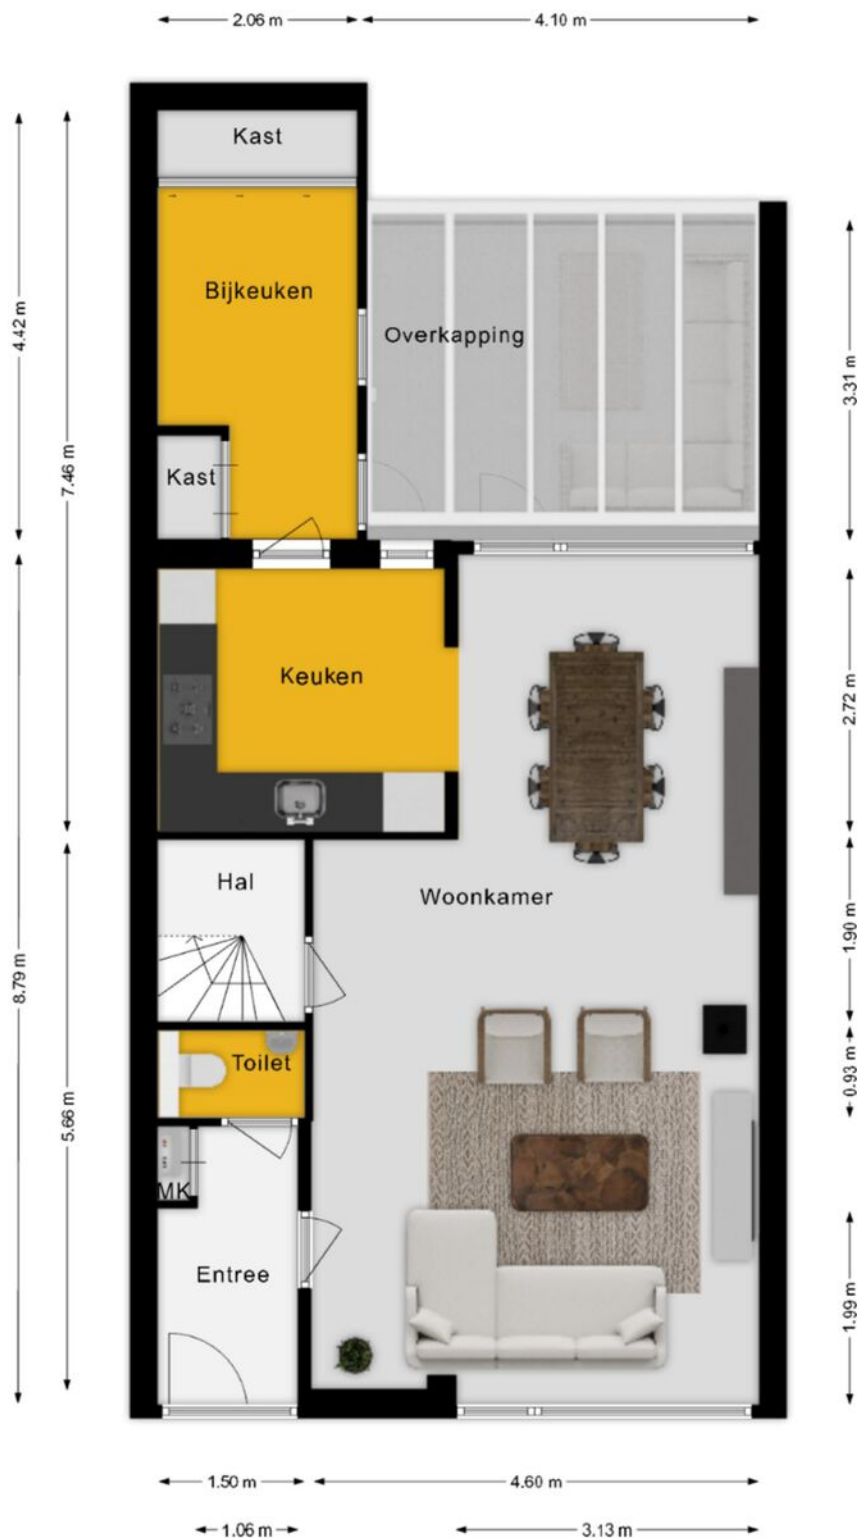 2.06 m
4.10 m
Kast
Bijkeuken
Overkapping
4.42 m
3.31 m
7.46 m
Kast
Keuken
2.72 m
Hal
Woonkamer
1.90 m
8.79 m
Toilet
0.93 m
5.66 m
MK
Entree
1.99 m
1.50 m
4.60 m
1.06 m
3.13 m